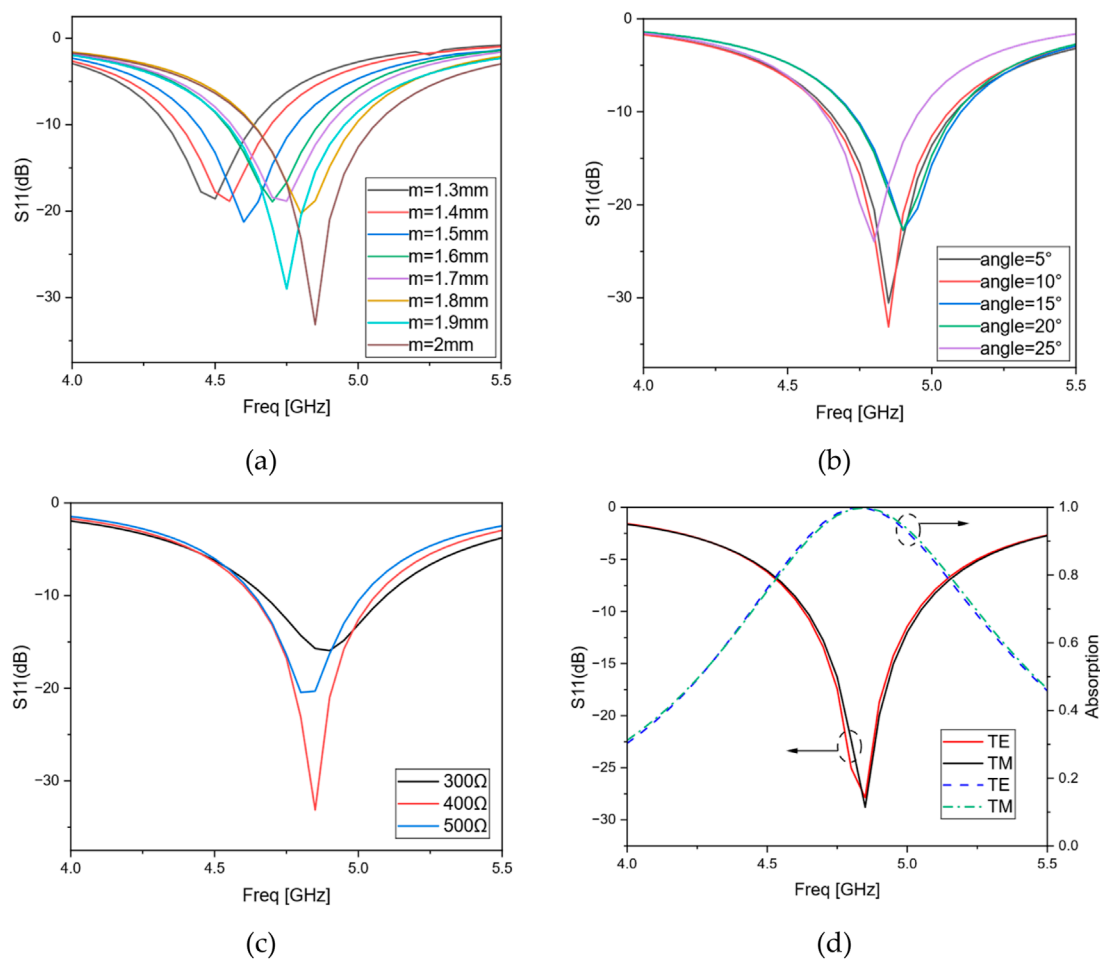 0
−10
−20
−30
S11(dB)
m=1.3mm
m=1.4mm
m=1.5mm
m=1.6mm
m=1.7mm
m=1.8mm
m=1.9mm
m=2mm
4.0 4.5 5.0 5.5
Freq [GHz]
(a)
0
−10
−20
−30
S11(dB)
angle=5°
angle=10°
angle=15°
angle=20°
angle=25°
4.0 4.5 5.0 5.5
Freq [GHz]
(b)
0
−10
−20
−30
S11(dB)
300Ω
400Ω
500Ω
4.0 4.5 5.0 5.5
Freq [GHz]
(c)
0
−5
−10
−15
−20
−25
−30
S11(dB)
1.0
0.8
0.6
0.4
0.2
0.0
Absorption
TE
TM
TE
TM
4.0 4.5 5.0 5.5
Freq [GHz]
(d)